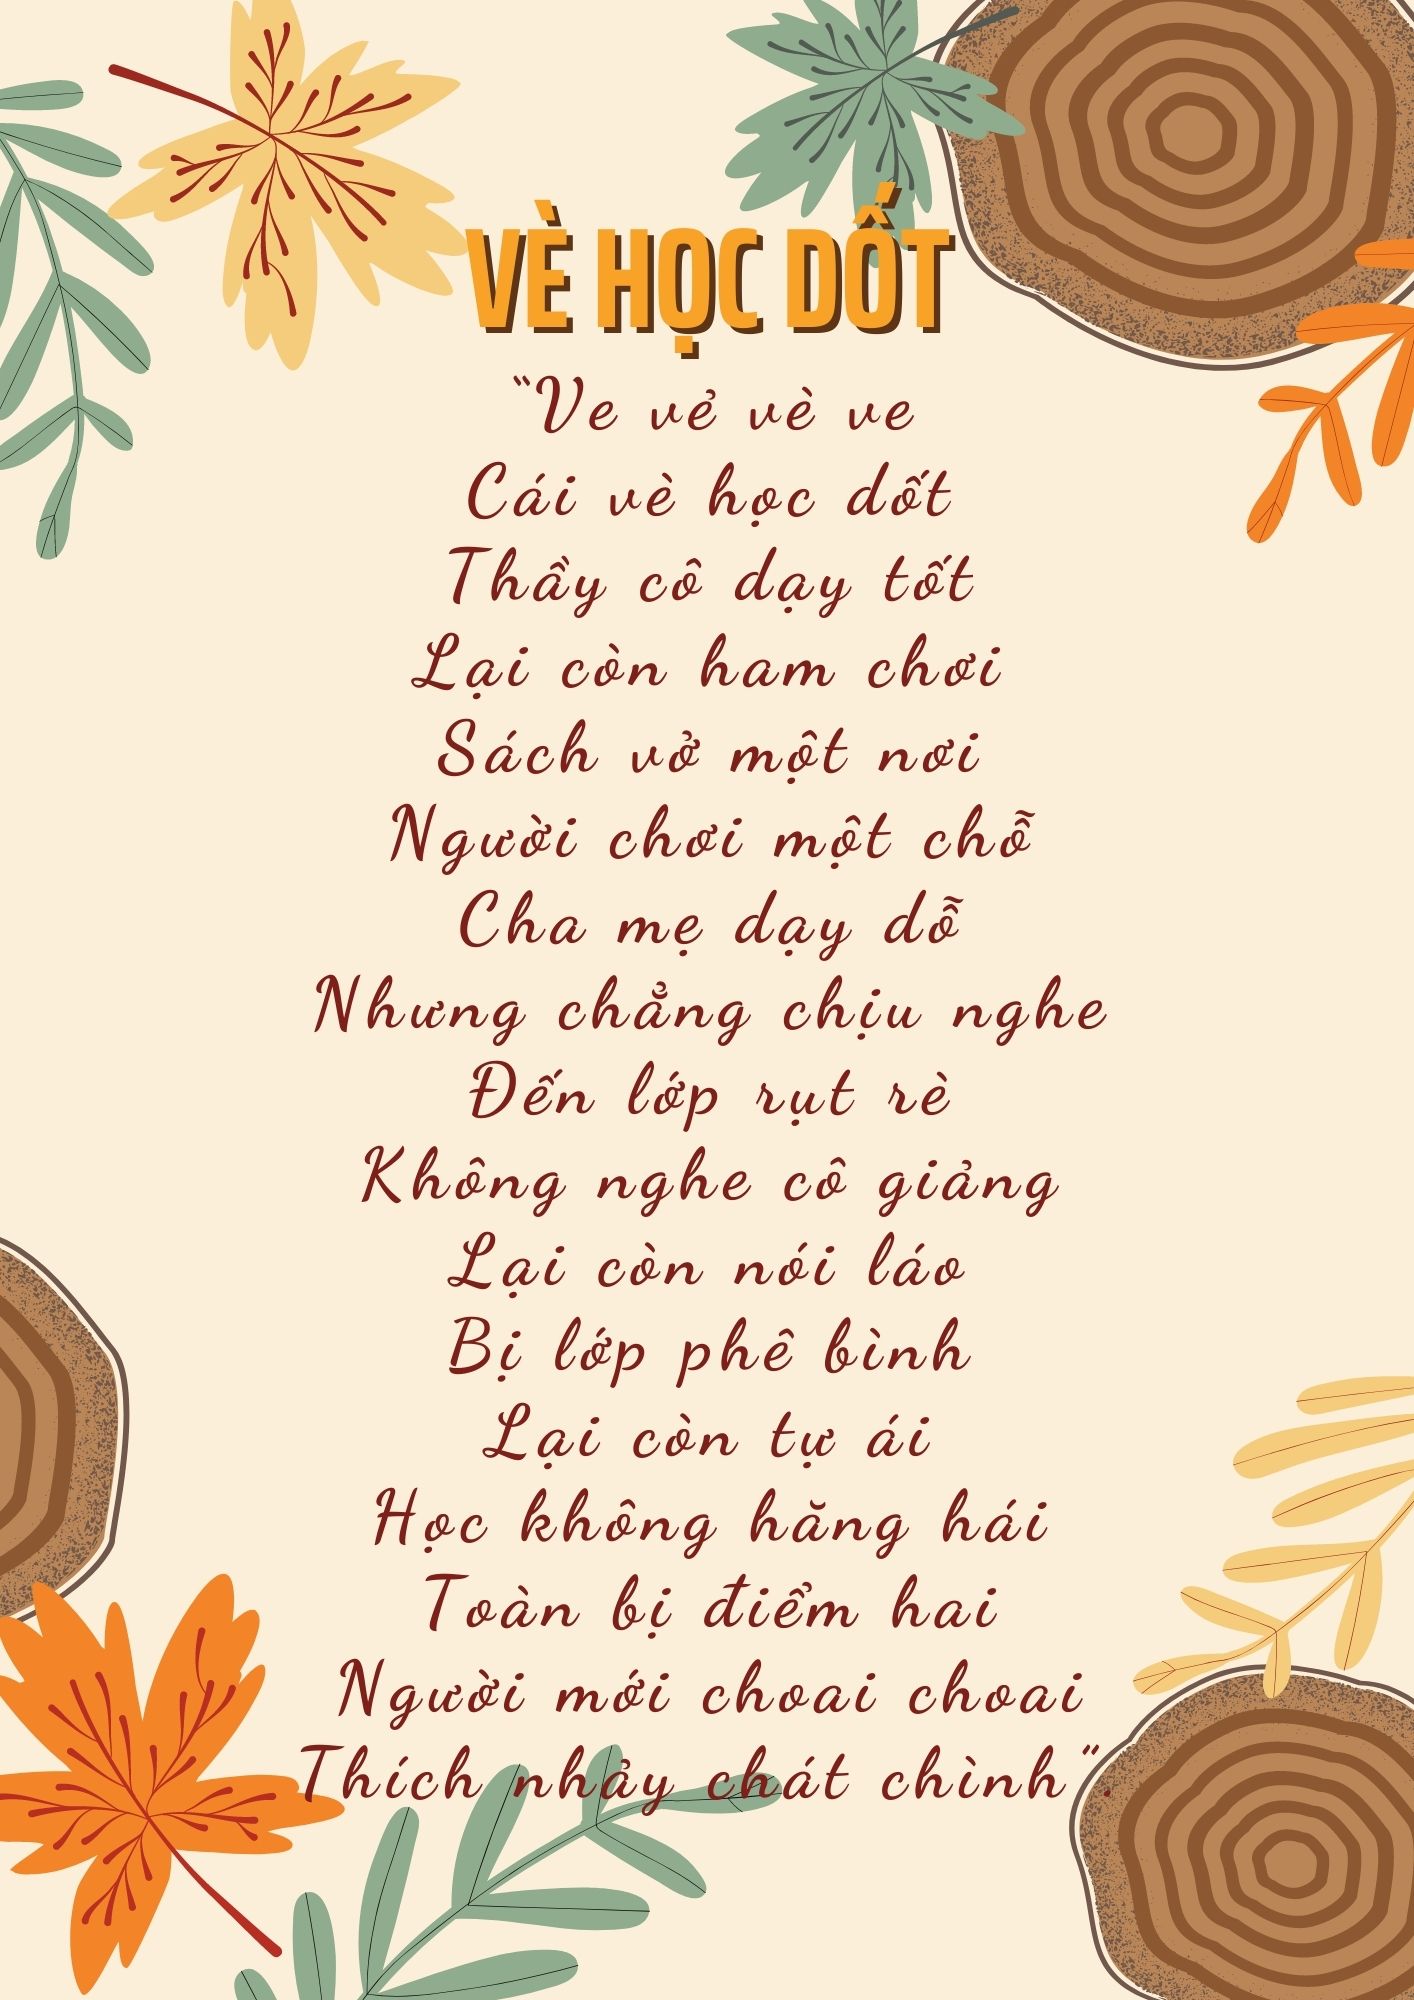 VÈ HỌC DỐT
“Ve vẻ vè ve
Cái vè học dốt
Thầy cô dạy tốt
Lại còn ham chơi
Sách vở một nơi
Người chơi một chỗ
Cha mẹ dạy dỗ
Nhưng chẳng chịu nghe
Đến lớp rụt rè
Không nghe cô giảng
Lại còn nói láo
Bị lớp phê bình
Lại còn tự ái
Học không hăng hái
Toàn bị điểm hai
Người mới choai choai
Thích nhảy chát chình”.